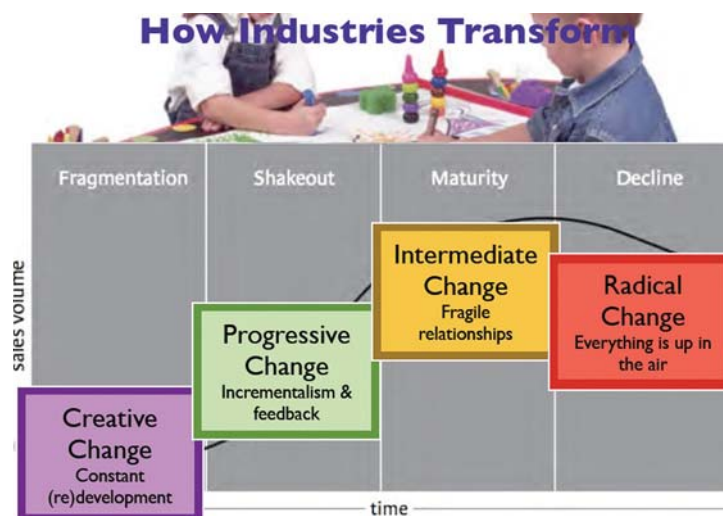 How Industries Transform
Fragmentation
Shakeout
Maturity
Decline
sales volume
Creative
Change
Constant
(re)development
Progressive
Change
Incrementalism &
feedback
Intermediate
Change
Fragile
relationships
Radical
Change
Everything is up in
the air
time